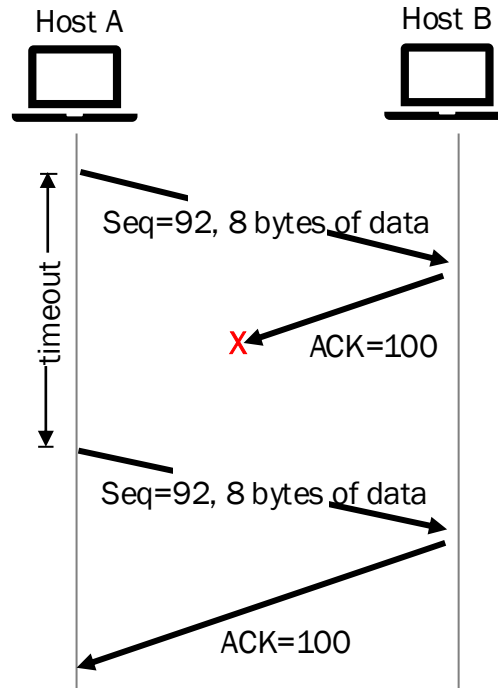 Host A
Host B
Seq=92, 8 bytes of data
timeout
X
ACK=100
Seq=92, 8 bytes of data
ACK=100